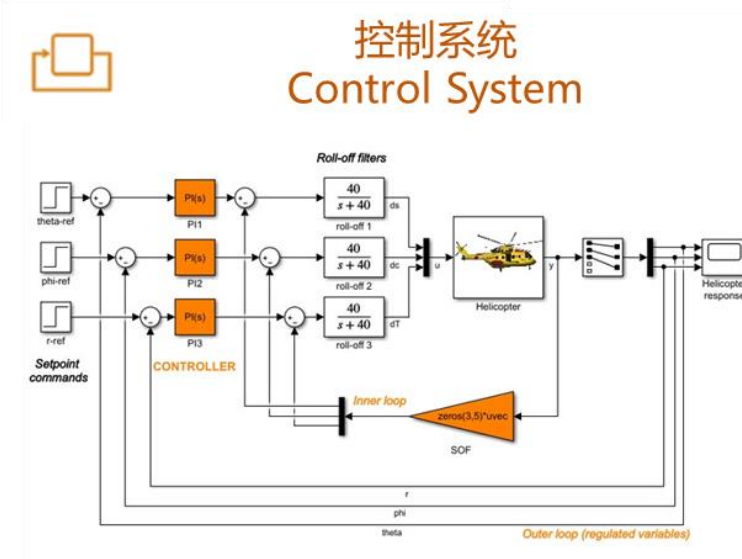 控制系统
Control System
Roll-off filters
theta-ref
PI(s)
PI1
40
s + 40
ds
roll-off 1
phi-ref
PI(s)
PI2
40
s + 40
dc
roll-off 2
u
Helicopter
y
Helicopte
response
r-ref
PI(s)
PI3
40
s + 40
dT
roll-off 3
Setpoint
commands
CONTROLLER
Inner loop
zeros(3,5)*uvec
SOF
r
phi
theta
Outer loop (regulated variables)